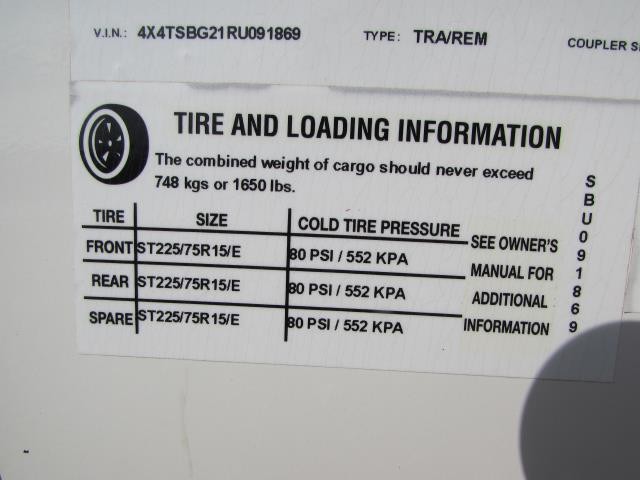 V.I.N.: 4X4TSBG21RU091869 TYPE: TRA/REM COUPLER
TIRE AND LOADING INFORMATION
The combined weight of cargo should never exceed
748 kgs or 1650 lbs.
TIRE SIZE COLD TIRE PRESSURE
FRONT ST225/75R15/E 80 PSI / 552 KPA
REAR ST225/75R15/E 80 PSI / 552 KPA
SPARE ST225/75R15/E 80 PSI / 552 KPA
SEE OWNER'S
MANUAL FOR
ADDITIONAL
INFORMATION
SBU091869